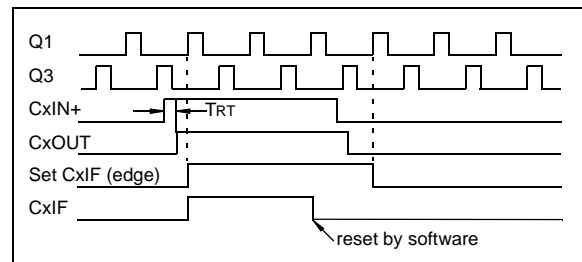 Q1
Q3
CxIN+
TRT
CxOUT
Set CxIF (edge)
CxIF
reset by software